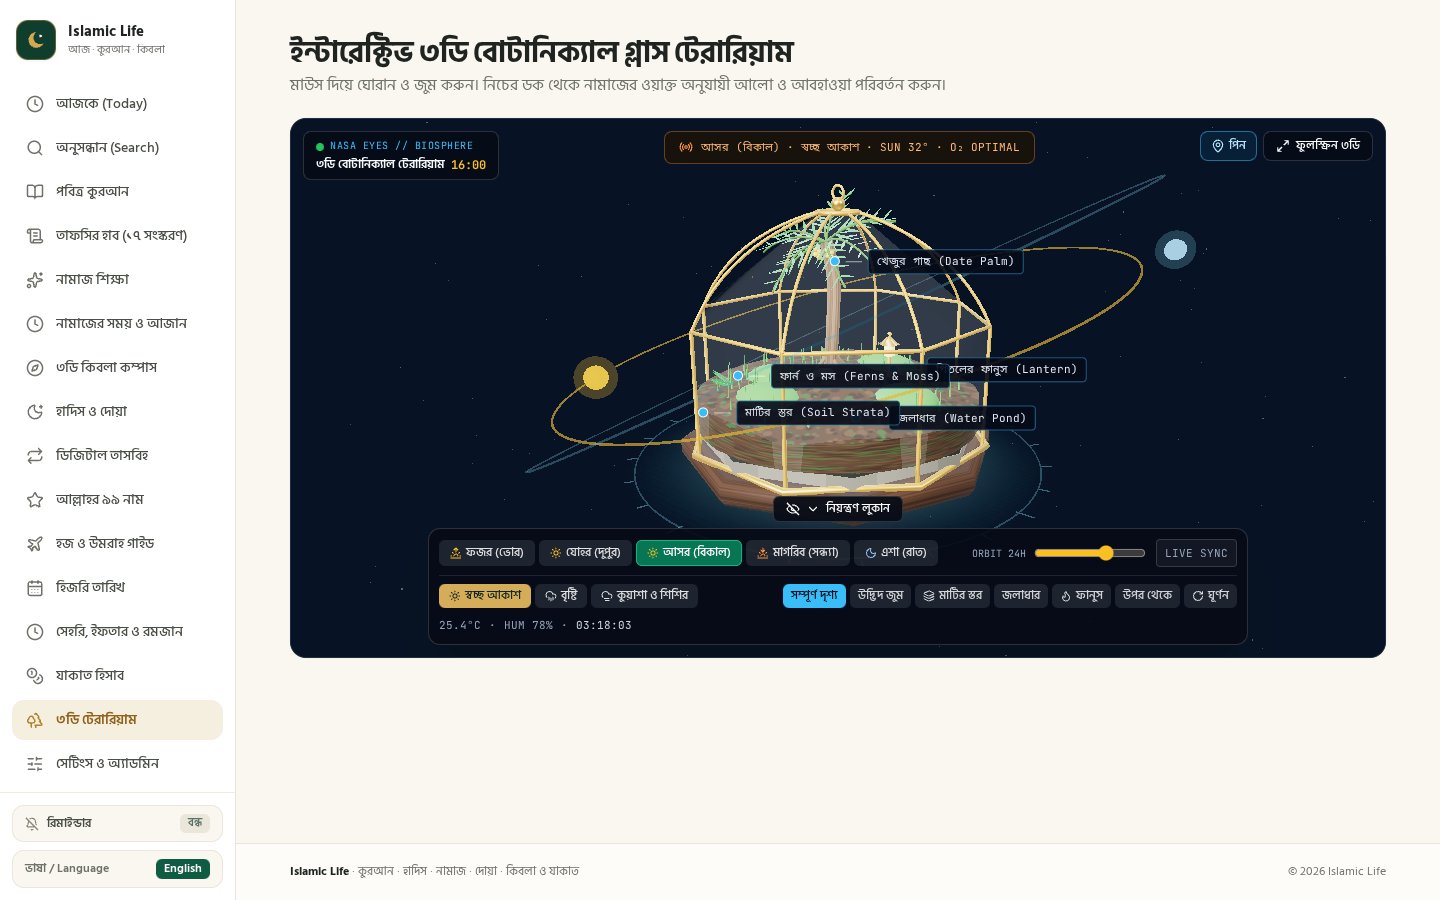 Islamic Life
আজ · কুরআন · কিবলা
আজকে (Today)
অনুসন্ধান (Search)
পবিত্র কুরআন
তাফসির হাব (১৭ সংস্করণ)
নামাজ শিক্ষা
নামাজের সময় ও আজান
৩ডি কিবলা কম্পাস
হাদিস ও দোয়া
ডিজিটাল তাসবিহ
আল্লাহর ৯৯ নাম
হজ ও উমরাহ গাইড
হিজরি তারিখ
সেহরি, ইফতার ও রমজান
যাকাত হিসাব
৩ডি টেরারিয়াম
সেটিংস ও অ্যাডমিন
রিমাইন্ডার বন্ধ
ভাষা / Language English
ইন্টারেক্টিভ ৩ডি বোটানিক্যাল গ্লাস টেরারিয়াম
মাউস দিয়ে ঘোরান ও জুম করুন। নিচের ডক থেকে নামাজের ওয়াক্ত অনুযায়ী আলো ও আবহাওয়া পরিবর্তন করুন।
NASA EYES // BIOSPHERE
৩ডি বোটানিক্যাল টেরারিয়াম 16:00
আসর (বিকাল) · স্বচ্ছ আকাশ · SUN 32° · O₂ OPTIMAL
পিন
ফুলস্ক্রিন ৩ডি
খেজুর গাছ (Date Palm)
তলের ফানুস (Lantern)
ফার্ন ও মস (Ferns & Moss)
মাটির স্তর (Soil Strata)
জলাধার (Water Pond)
নিয়ন্ত্রণ লুকান
ফজর (ভোর) যোহর (দুপুর) আসর (বিকাল) মাগরিব (সন্ধ্যা) এশা (রাত) ORBIT 24H LIVE SYNC
স্বচ্ছ আকাশ বৃষ্টি কুয়াশা ও শিশির সম্পূর্ণ দৃশ্য উদ্ভিদ জুম মাটির স্তর জলাধার ফানুস উপর থেকে ঘূর্ণন
25.4°C · HUM 78% · 03:18:03
Islamic Life · কুরআন · হাদিস · নামাজ · দোয়া · কিবলা ও যাকাত
© 2026 Islamic Life